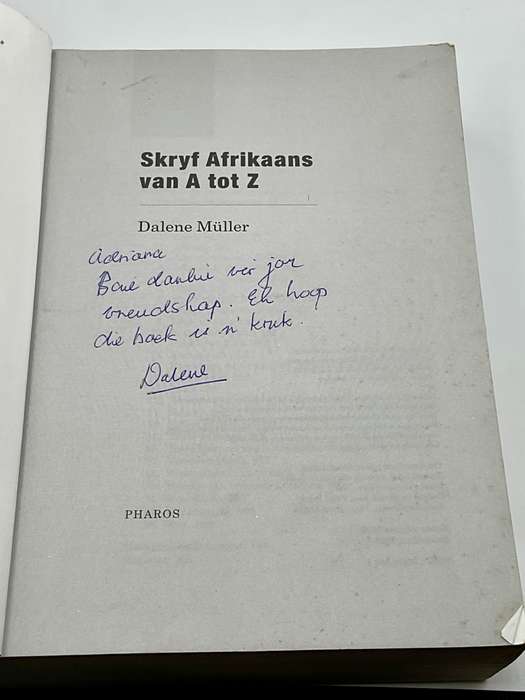 Skryf Afrikaans
van A tot Z
Dalene Müller
Adriana
Baie dankie vir jou
vreudskap. Ek hoop
die boek is n' kruk.
Dalene
PHAROS